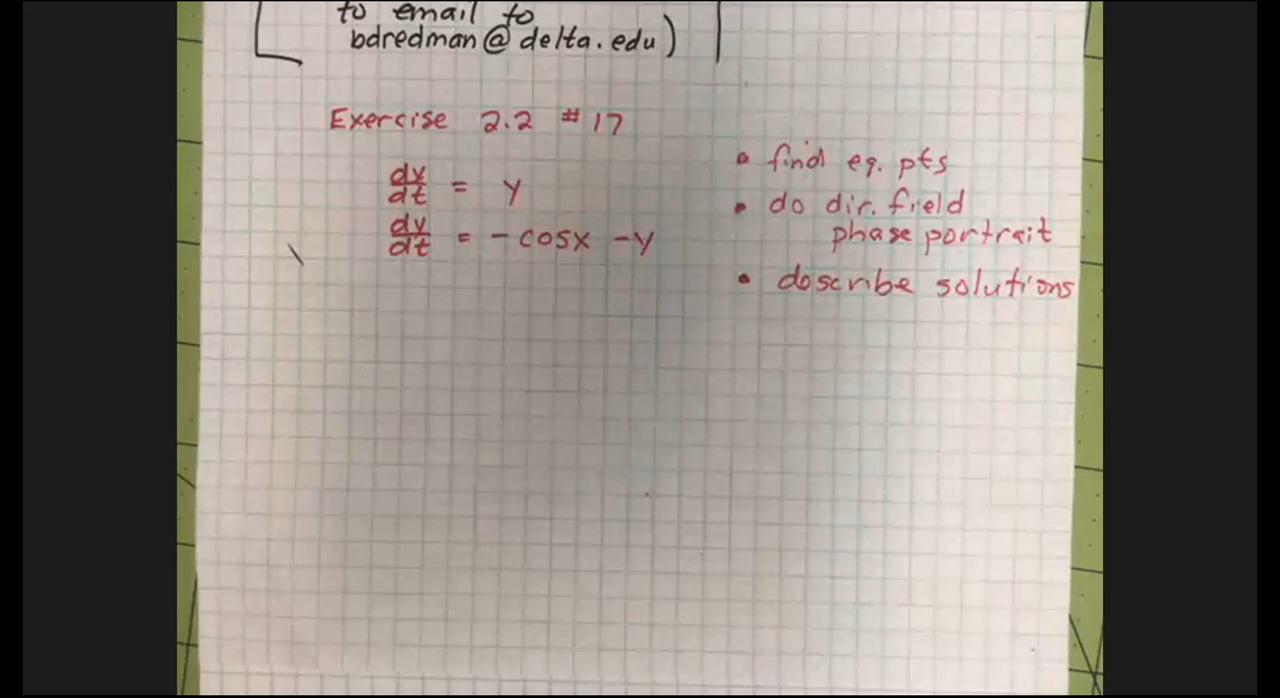 to email to
bdredman@delta.edu)
Exercise 2.2 #17
dx/dt = y
dy/dt = -cosx -y
• find eq. pts
• do dir. field
phase portrait
• describe solutions